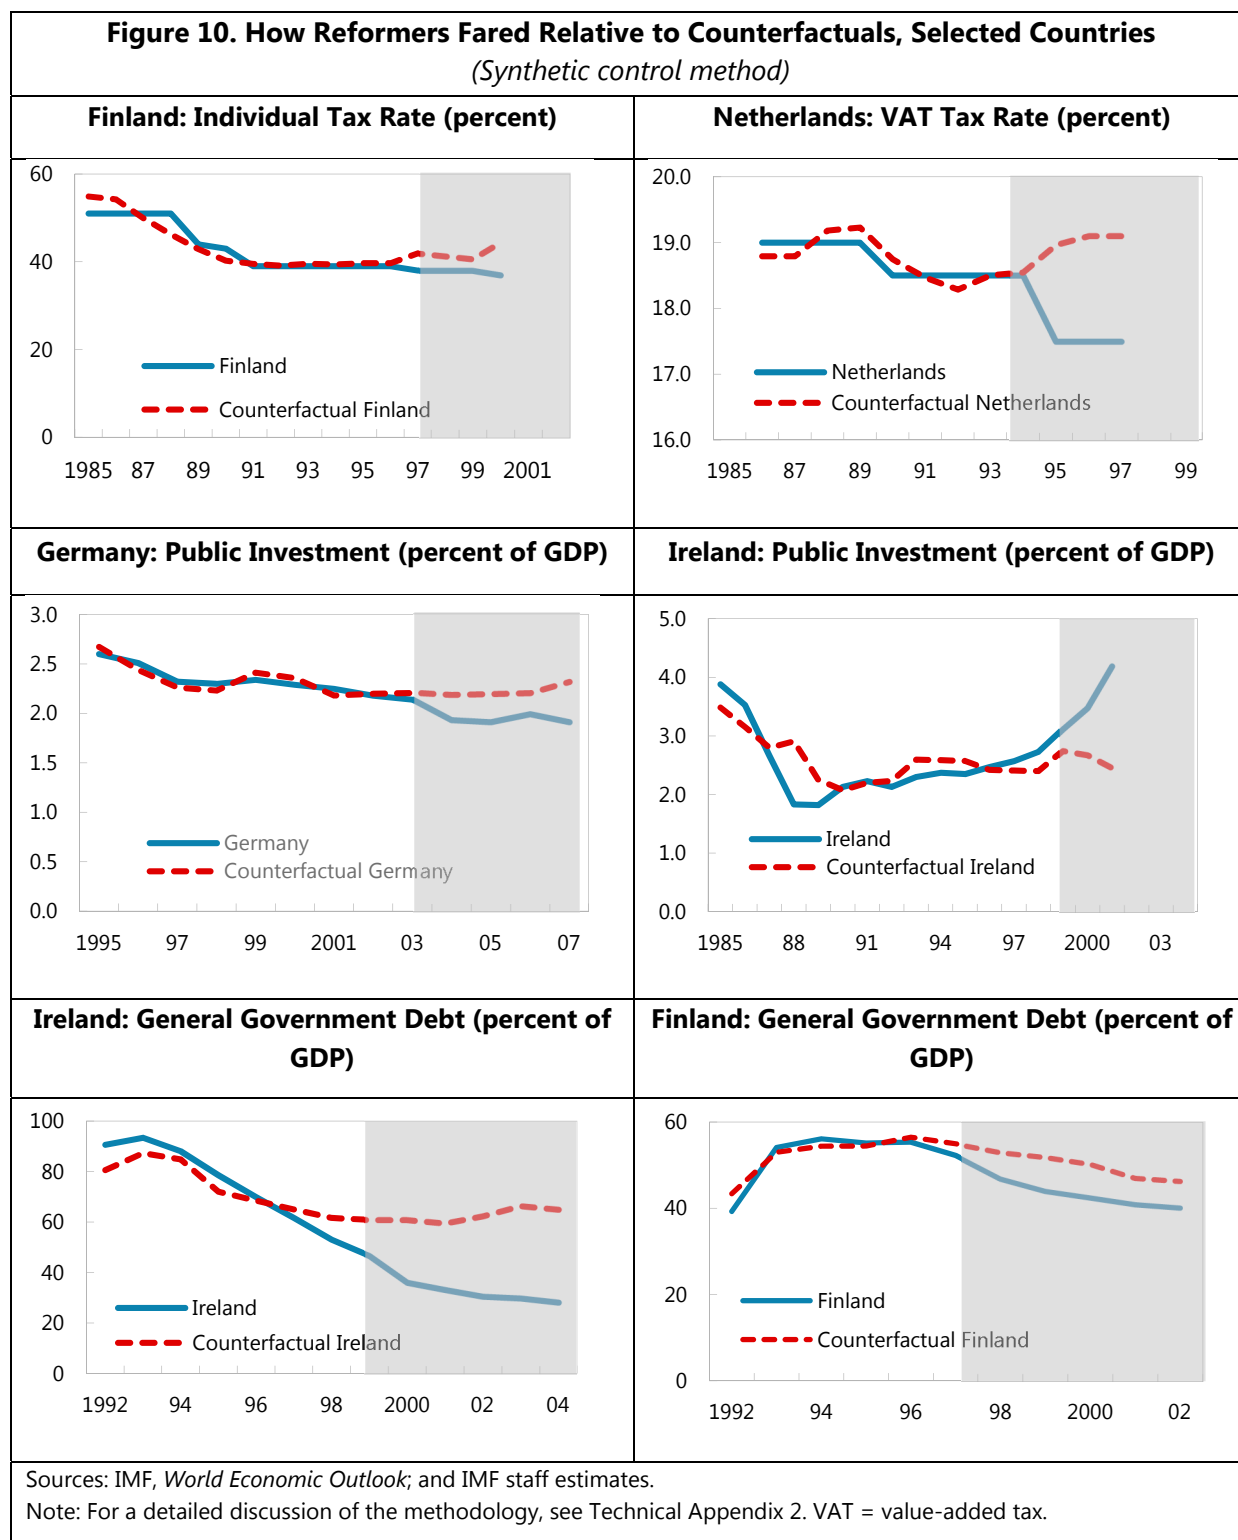 Figure 10. How Reformers Fared Relative to Counterfactuals, Selected Countries
(Synthetic control method)
Finland: Individual Tax Rate (percent)
60
40
20
0
Finland
Counterfactual Finland
1985 87 89 91 93 95 97 99 2001
Netherlands: VAT Tax Rate (percent)
20.0
19.0
18.0
17.0
16.0
Netherlands
Counterfactual Netherlands
1985 87 89 91 93 95 97 99
Germany: Public Investment (percent of GDP)
3.0
2.5
2.0
1.5
1.0
0.5
0.0
Germany
Counterfactual Germany
1995 97 99 2001 03 05 07
Ireland: Public Investment (percent of GDP)
5.0
4.0
3.0
2.0
1.0
0.0
Ireland
Counterfactual Ireland
1985 88 91 94 97 2000 03
Ireland: General Government Debt (percent of
GDP)
100
80
60
40
20
0
Ireland
Counterfactual Ireland
1992 94 96 98 2000 02 04
Finland: General Government Debt (percent of
GDP)
60
40
20
0
Finland
Counterfactual Finland
1992 94 96 98 2000 02
Sources: IMF, World Economic Outlook; and IMF staff estimates.
Note: For a detailed discussion of the methodology, see Technical Appendix 2. VAT = value-added tax.